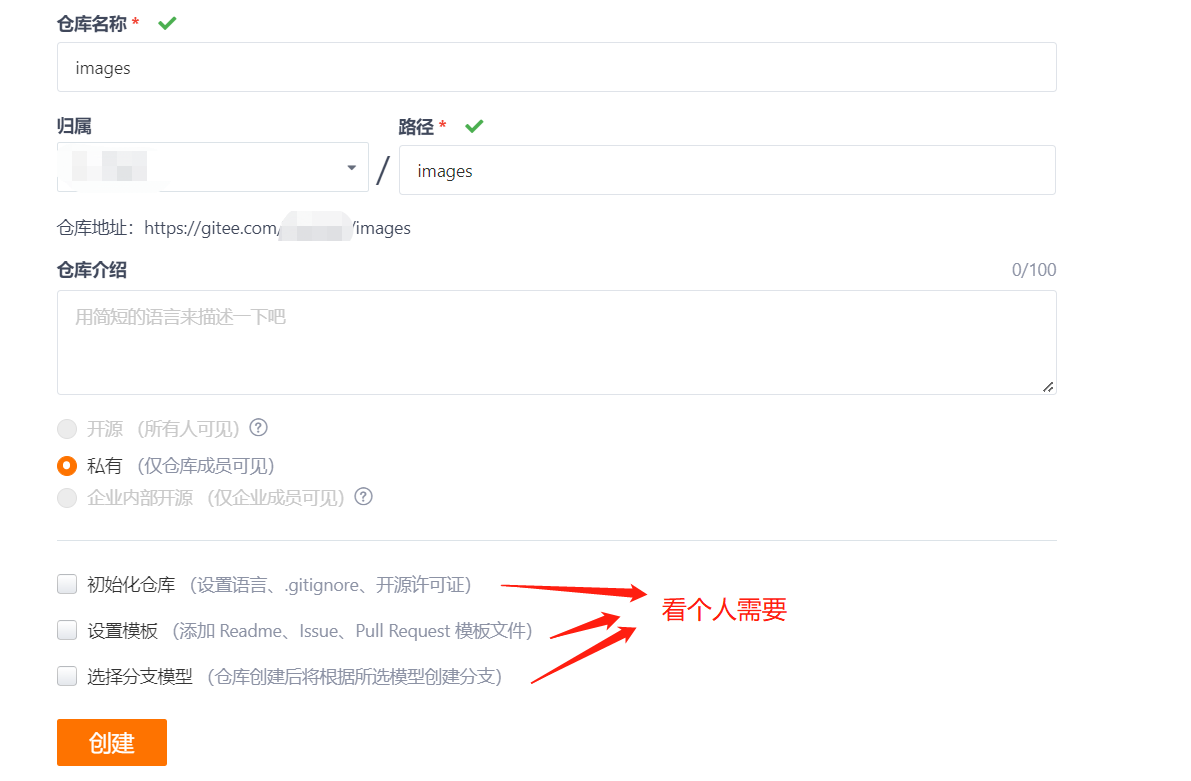 仓库名称 *
images
归属
路径 *
/
images
仓库地址：https://gitee.com/ /images
仓库介绍
0/100
用简短的语言来描述一下吧
开源 （所有人可见） ?
私有 （仅仓库成员可见）
企业内部开源 （仅企业成员可见） ?
初始化仓库 （设置语言、.gitignore、开源许可证）
看个人需要
设置模板 （添加 Readme、Issue、Pull Request 模板文件）
选择分支模型 （仓库创建后将根据所选模型创建分支）
创建